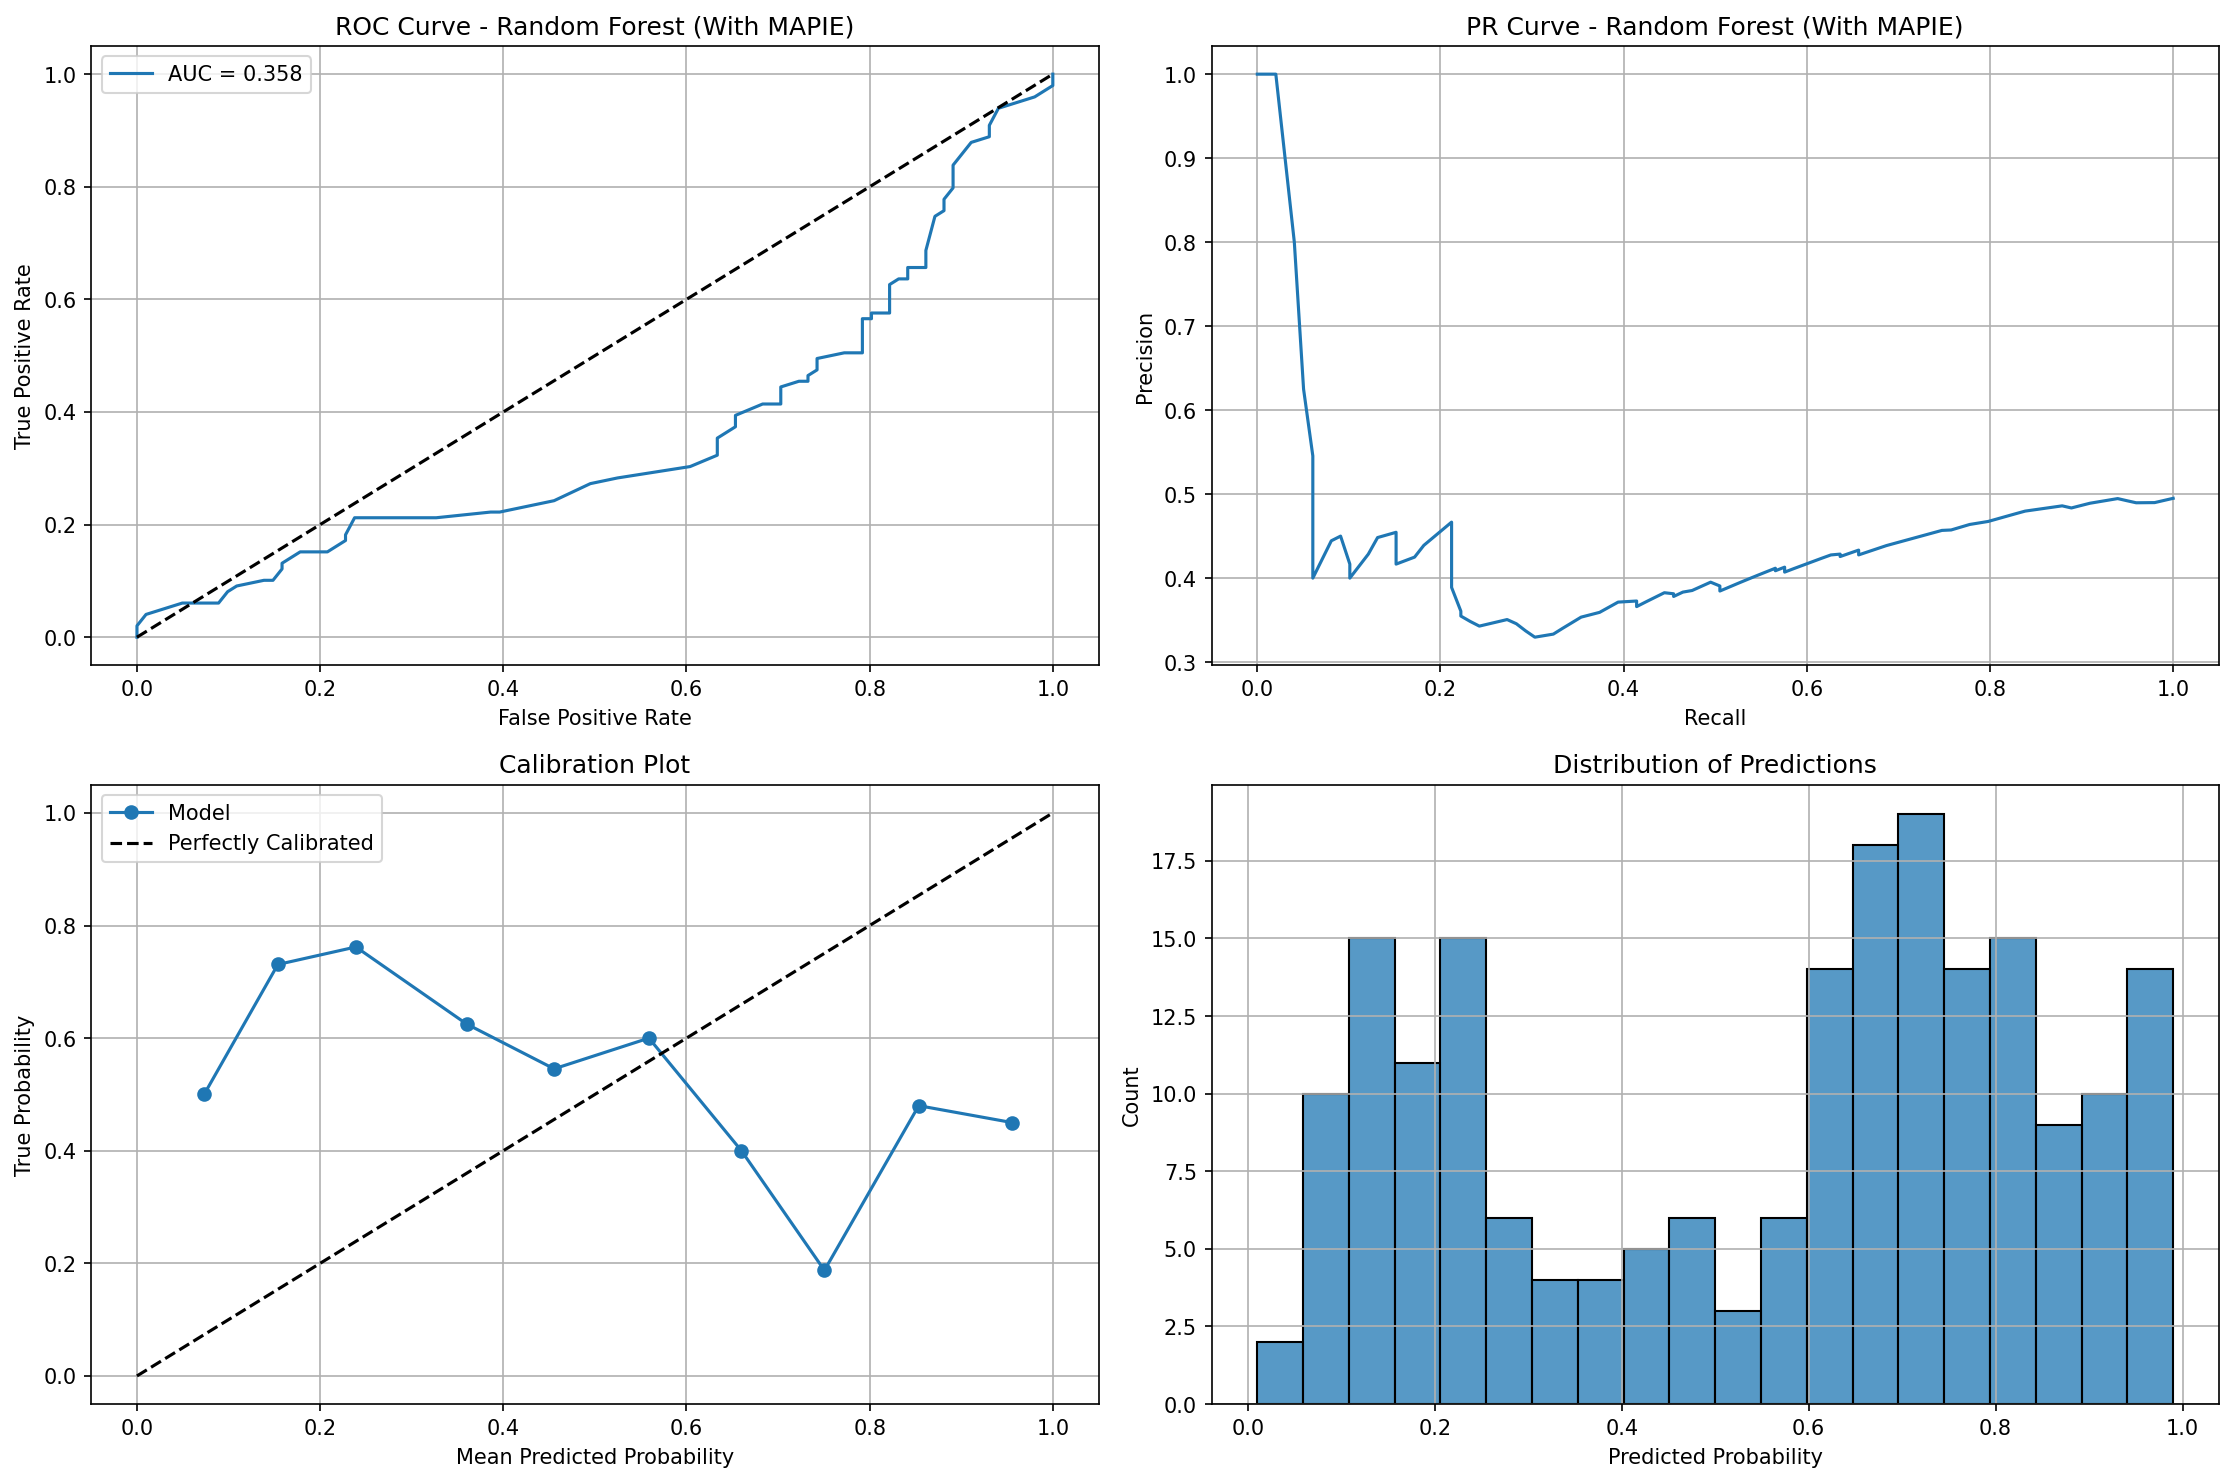 ROC Curve - Random Forest (With MAPIE)
AUC = 0.358
True Positive Rate
1.0
0.8
0.6
0.4
0.2
0.0
0.0 0.2 0.4 0.6 0.8 1.0
False Positive Rate
PR Curve - Random Forest (With MAPIE)
Precision
1.0
0.9
0.8
0.7
0.6
0.5
0.4
0.3
0.0 0.2 0.4 0.6 0.8 1.0
Recall
Calibration Plot
Model
Perfectly Calibrated
True Probability
1.0
0.8
0.6
0.4
0.2
0.0
0.0 0.2 0.4 0.6 0.8 1.0
Mean Predicted Probability
Distribution of Predictions
Count
17.5
15.0
12.5
10.0
7.5
5.0
2.5
0.0
0.0 0.2 0.4 0.6 0.8 1.0
Predicted Probability